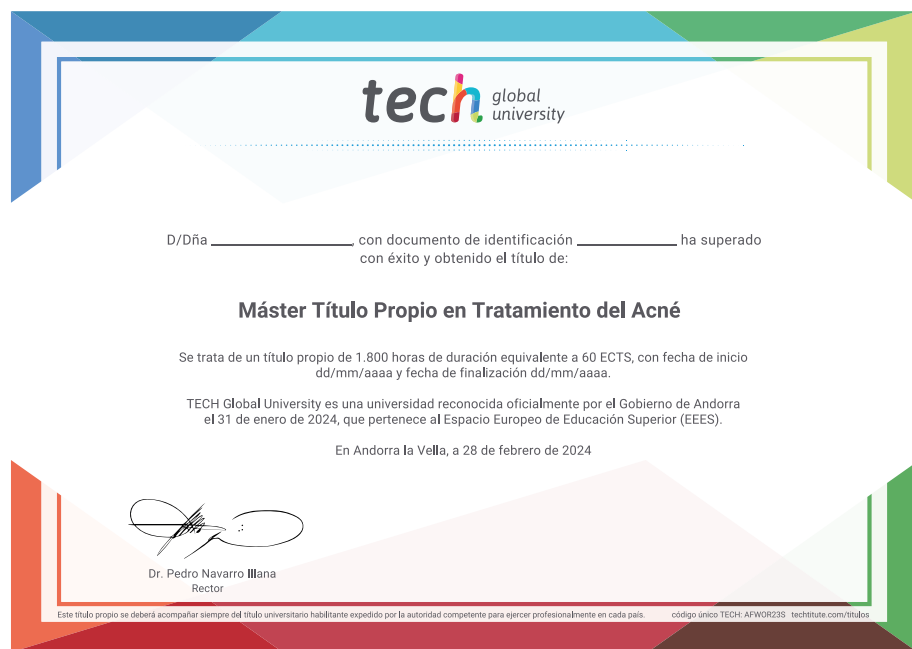 tech global university
D/Dña , con documento de identificación ha superado
con éxito y obtenido el título de:
Máster Título Propio en Tratamiento del Acné
Se trata de un título propio de 1.800 horas de duración equivalente a 60 ECTS, con fecha de inicio
dd/mm/aaaa y fecha de finalización dd/mm/aaaa.
TECH Global University es una universidad reconocida oficialmente por el Gobierno de Andorra
el 31 de enero de 2024, que pertenece al Espacio Europeo de Educación Superior (EEES).
En Andorra la Vella, a 28 de febrero de 2024
Dr. Pedro Navarro Illana
Rector
Este título propio se deberá acompañar siempre del título universitario habilitante expedido por la autoridad competente para ejercer profesionalmente en cada país. código único TECH: AFWOR23S techtitute.com/titulos